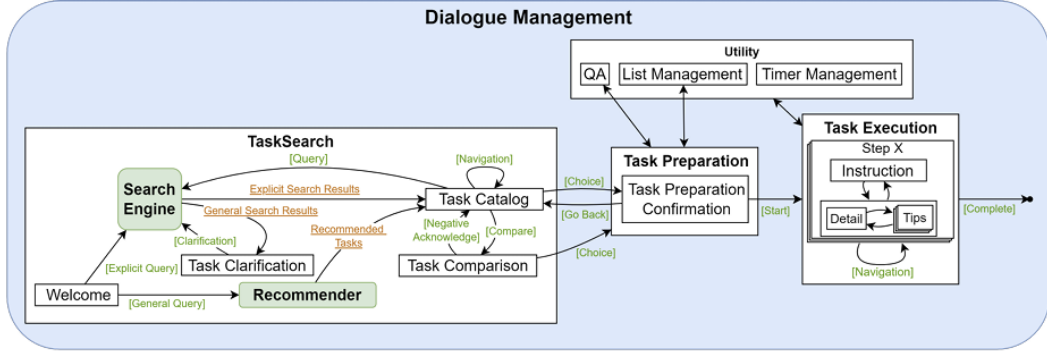 Dialogue Management
Utility
QA
List Management
Timer Management
TaskSearch
[Query]
[Navigation]
Search
Engine
Explicit Search Results
General Search Results
Recommended
Tasks
Task Catalog
[Negative
Acknowledge]
[Compare]
[Clarification]
Task Clarification
Task Comparison
[Explicit Query]
Welcome
[General Query]
Recommender
[Choice]
[Go Back]
[Choice]
Task Preparation
Task Preparation
Confirmation
[Start]
Task Execution
Step X
Instruction
Detail
Tips
[Navigation]
[Complete]